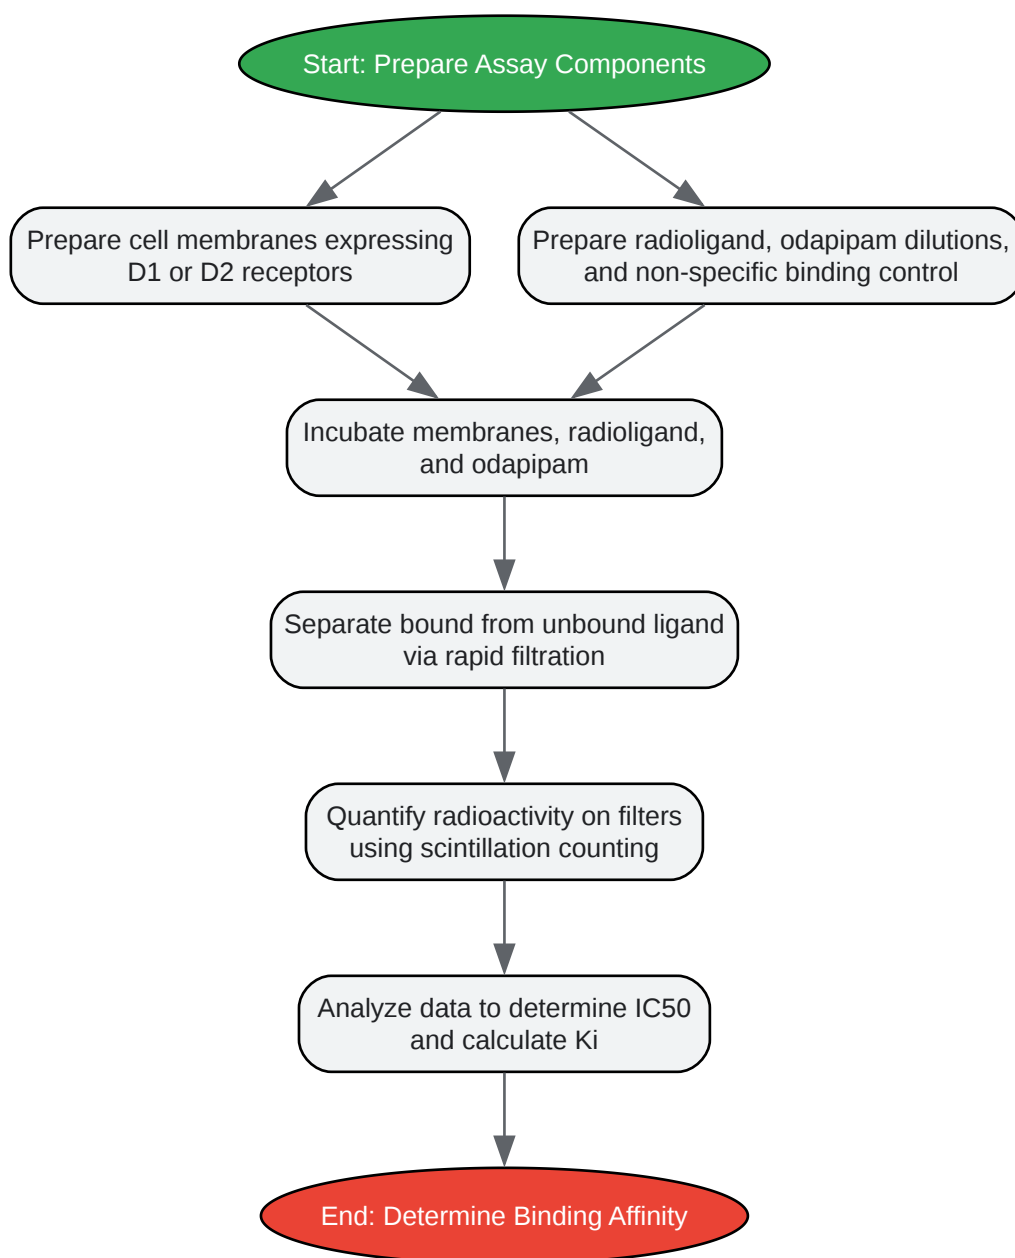 Start: Prepare Assay Components
Prepare cell membranes expressing
D1 or D2 receptors
Prepare radioligand, odapipam dilutions,
and non-specific binding control
Incubate membranes, radioligand,
and odapipam
Separate bound from unbound ligand
via rapid filtration
Quantify radioactivity on filters
using scintillation counting
Analyze data to determine IC50
and calculate Ki
End: Determine Binding Affinity